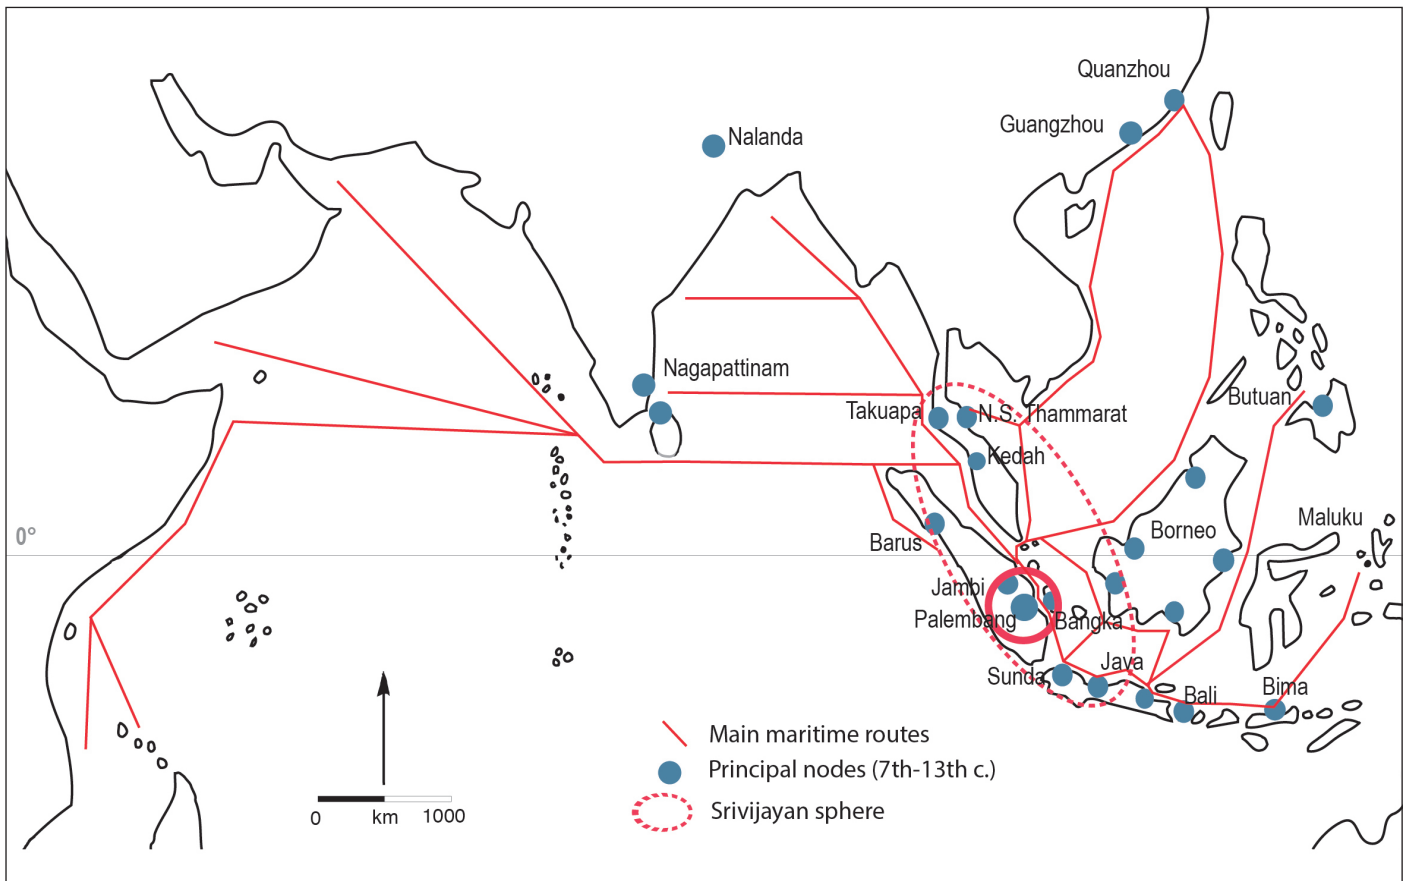 Quanzhou
Guangzhou
Nalanda
Nagapattinam
Butuan
Takuapa
N.S. Thammarat
Kedah
Maluku
Borneo
0°
Barus
Jambi
Palembang
Bangka
Java
Sunda
Bali
Bima
Main maritime routes
Principal nodes (7th-13th c.)
Srivijayan sphere
0 km 1000